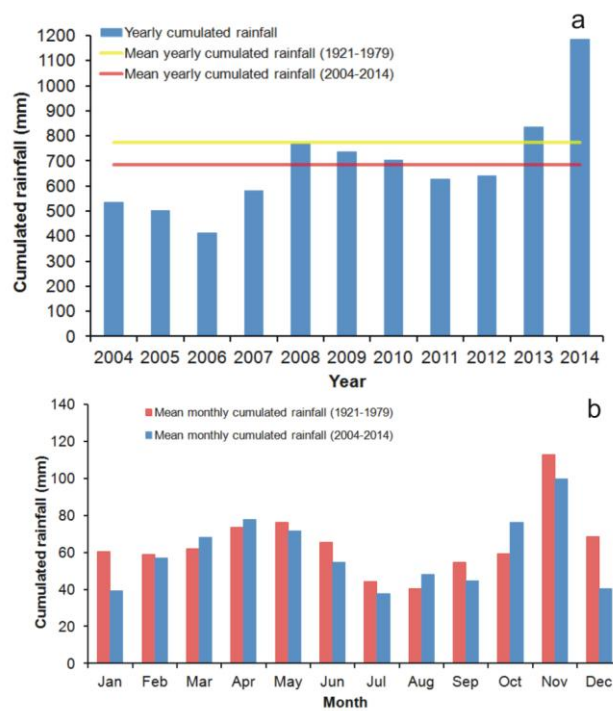 a
Yearly cumulated rainfall
Mean yearly cumulated rainfall (1921-1979)
Mean yearly cumulated rainfall (2004-2014)
Cumulated rainfall (mm)
1200
1100
1000
900
800
700
600
500
400
300
200
100
0
2004 2005 2006 2007 2008 2009 2010 2011 2012 2013 2014
Year
b
Mean monthly cumulated rainfall (1921-1979)
Mean monthly cumulated rainfall (2004-2014)
Cumulated rainfall (mm)
140
120
100
80
60
40
20
0
Jan Feb Mar Apr May Jun Jul Aug Sep Oct Nov Dec
Month